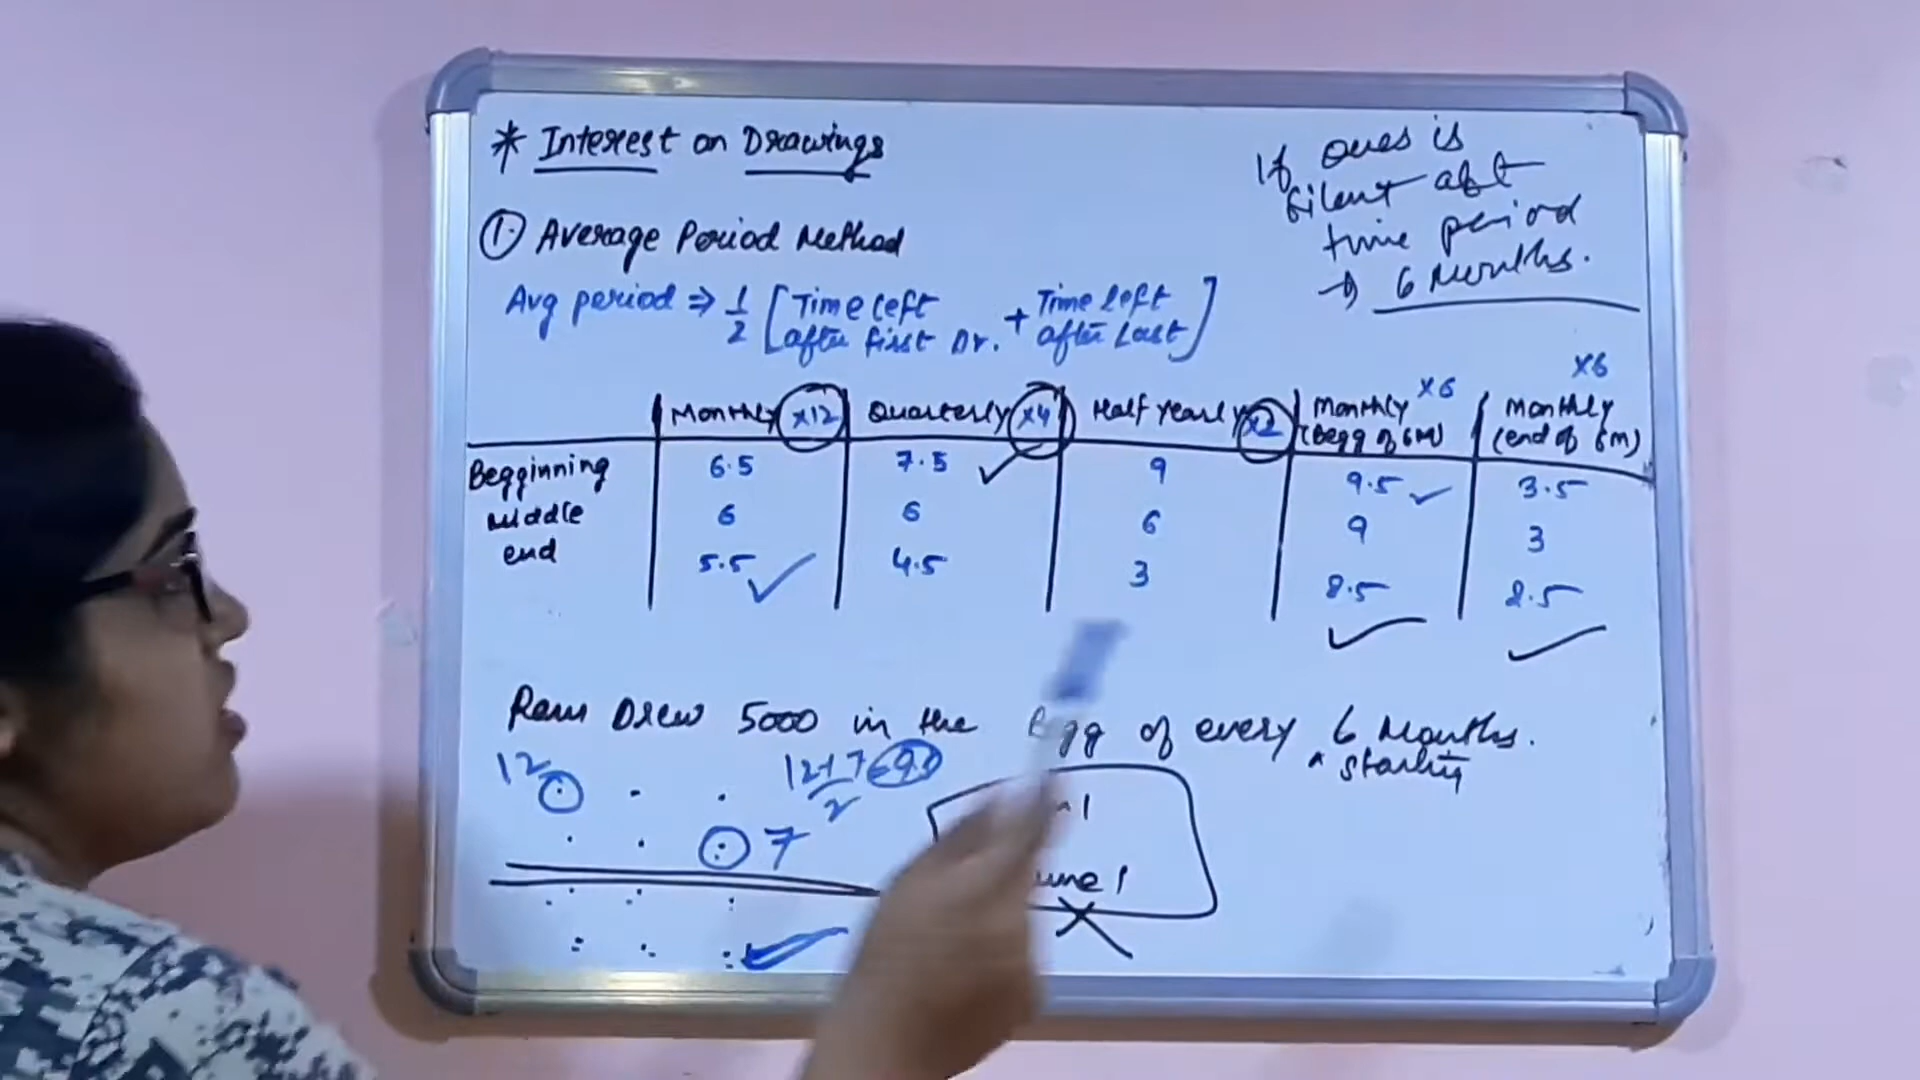 * Interest on Drawings
If Ques is
silent abt
time period
→ 6 Months.
1. Average Period Method
Avg period ⇒ 1/2 [Time left after first Dr. + Time left after Last]
Monthly x12 Quarterly x4 Half Yearly x2 Monthly x6 (Begg of 6M) Monthly x6 (end of 6M)
Begginning 6.5 7.5 9 9.5 3.5
Middle 6 6 6 9 3
end 5.5 4.5 3 8.5 2.5
Ram Drew 5000 in the Begg of every 6 Months.
^ starting
12 12+7 9.5
2
7
1
une 1